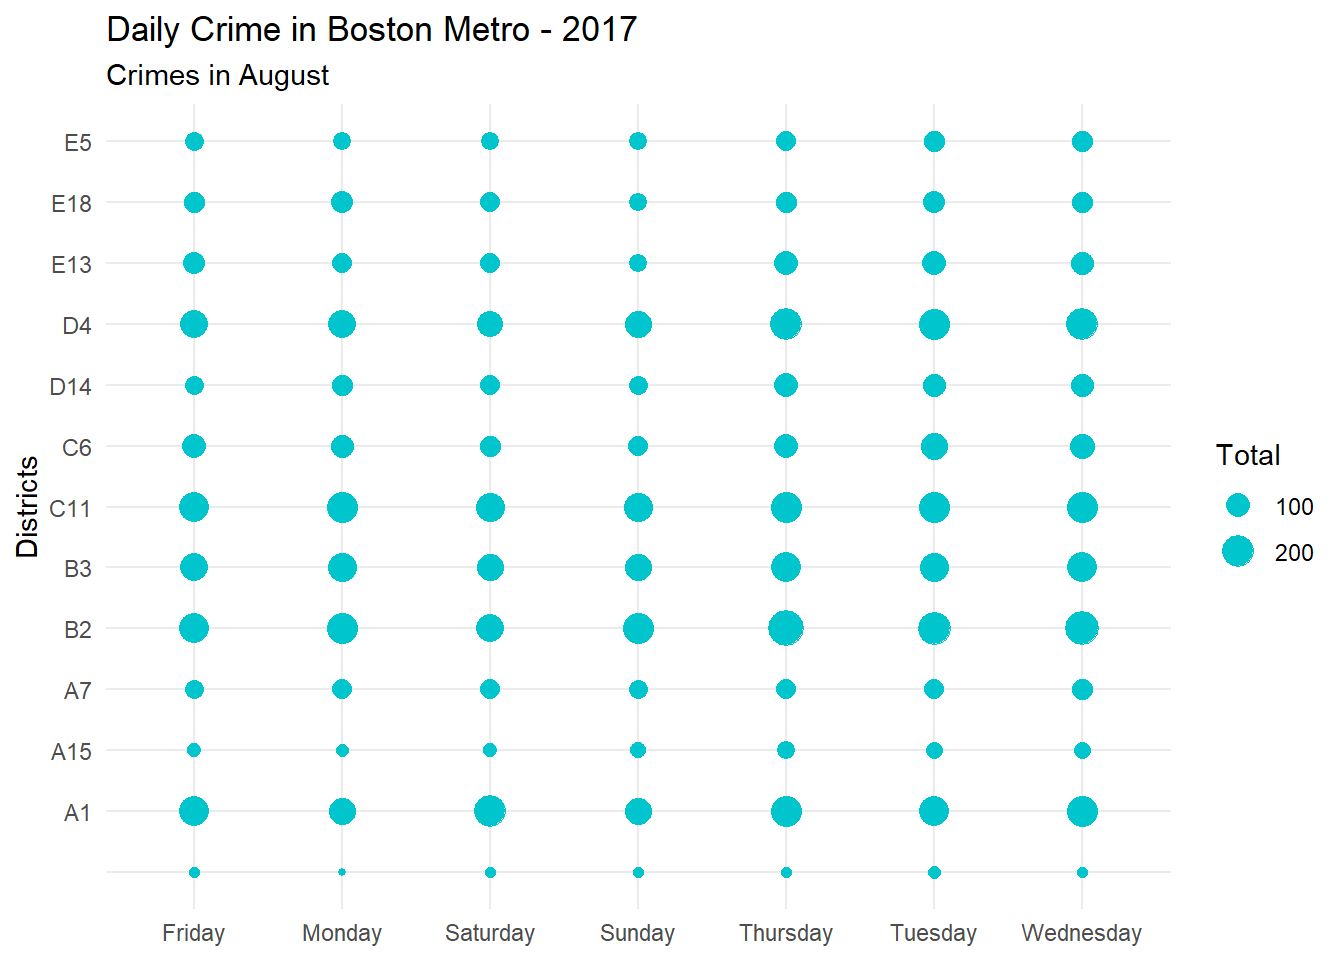 Daily Crime in Boston Metro - 2017
Crimes in August
Districts
E5
E18
E13
D4
D14
C6
C11
B3
B2
A7
A15
A1
Friday Monday Saturday Sunday Thursday Tuesday Wednesday
Total
100
200